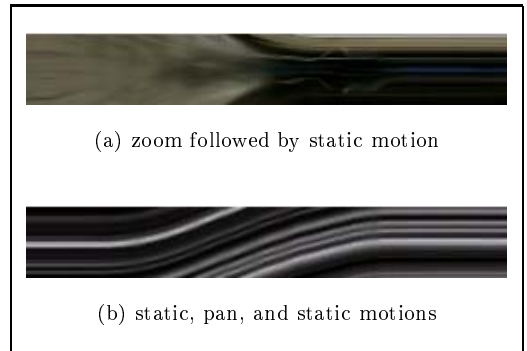 (a) zoom followed by static motion
(b) static, pan, and static motions